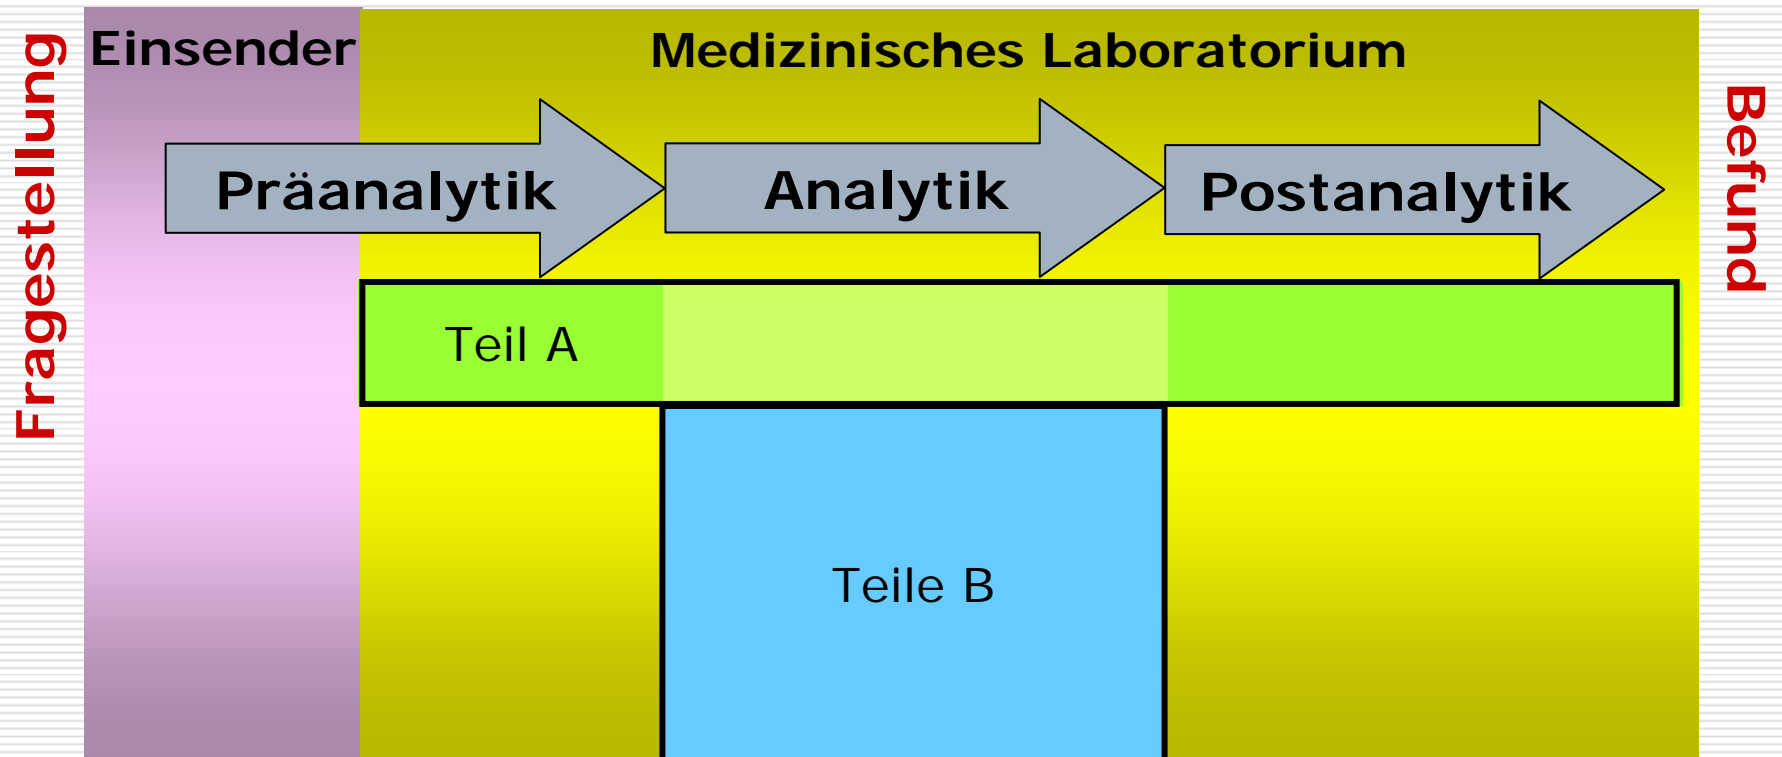 Fragestellung
Einsender
Medizinisches Laboratorium
Präanalytik
Analytik
Postanalytik
Befund
Teil A
Teile B